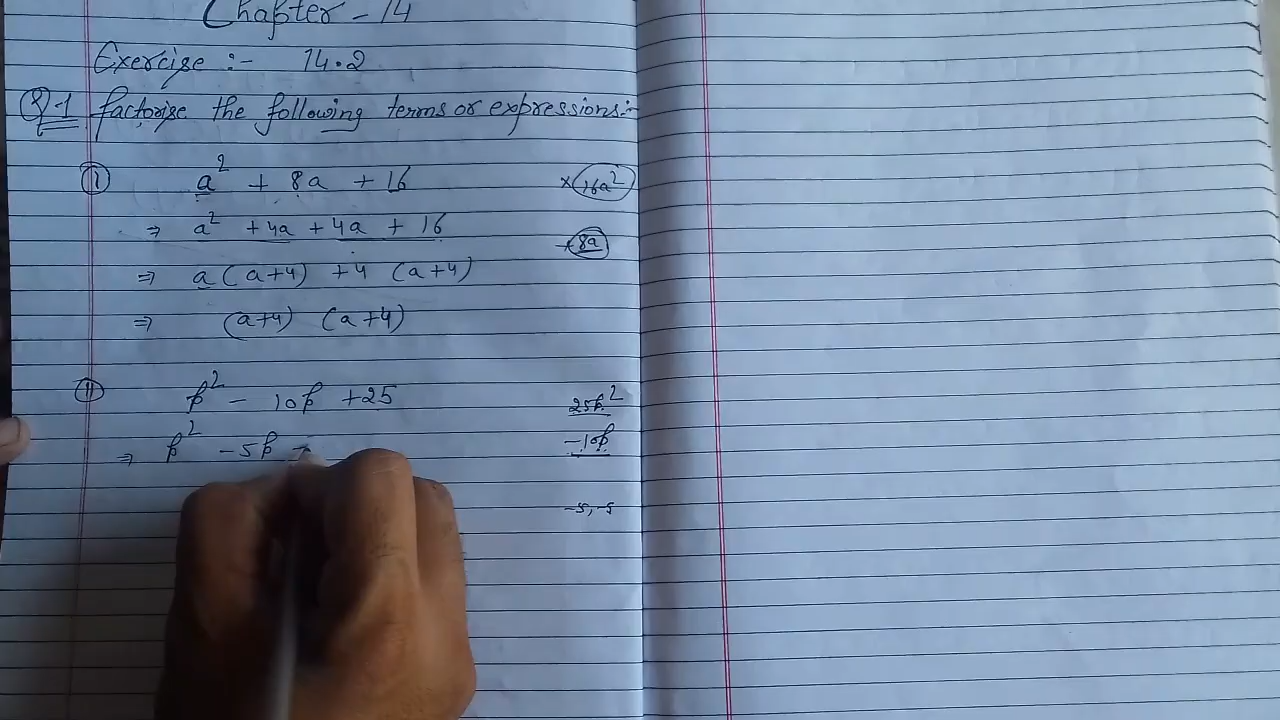 Chapter - 14
Exercise :- 14.2
Q-1 factorise the following terms or expressions:-
(i) a² + 8a + 16 × 16a²
⇒ a² + 4a + 4a + 16 + 8a
⇒ a (a+4) + 4 (a+4)
⇒ (a+4) (a+4)
(ii) p² - 10p + 25 25p²
⇒ p² - 5p - -10p
-5, -5